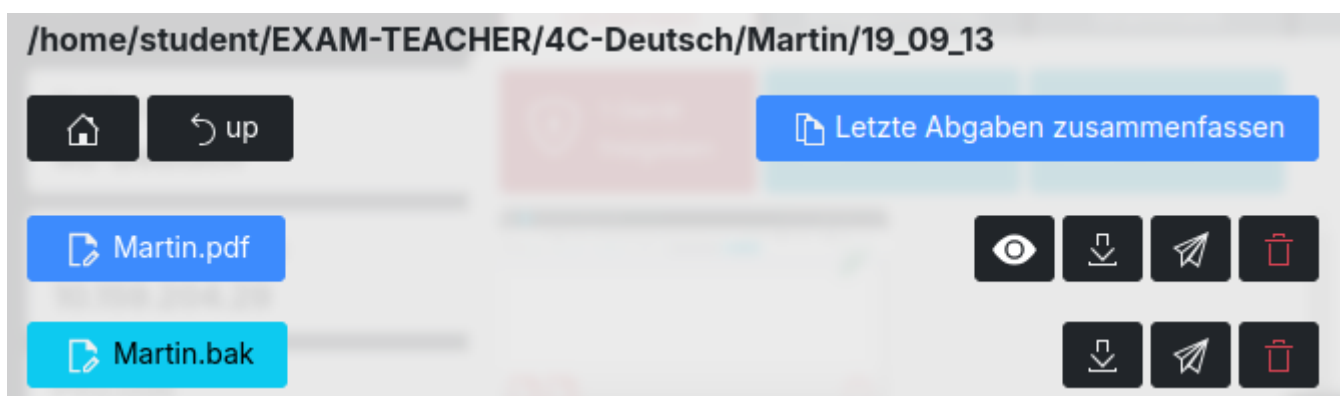 /home/student/EXAM-TEACHER/4C-Deutsch/Martin/19_09_13
up
Letzte Abgaben zusammenfassen
Martin.pdf
Martin.bak